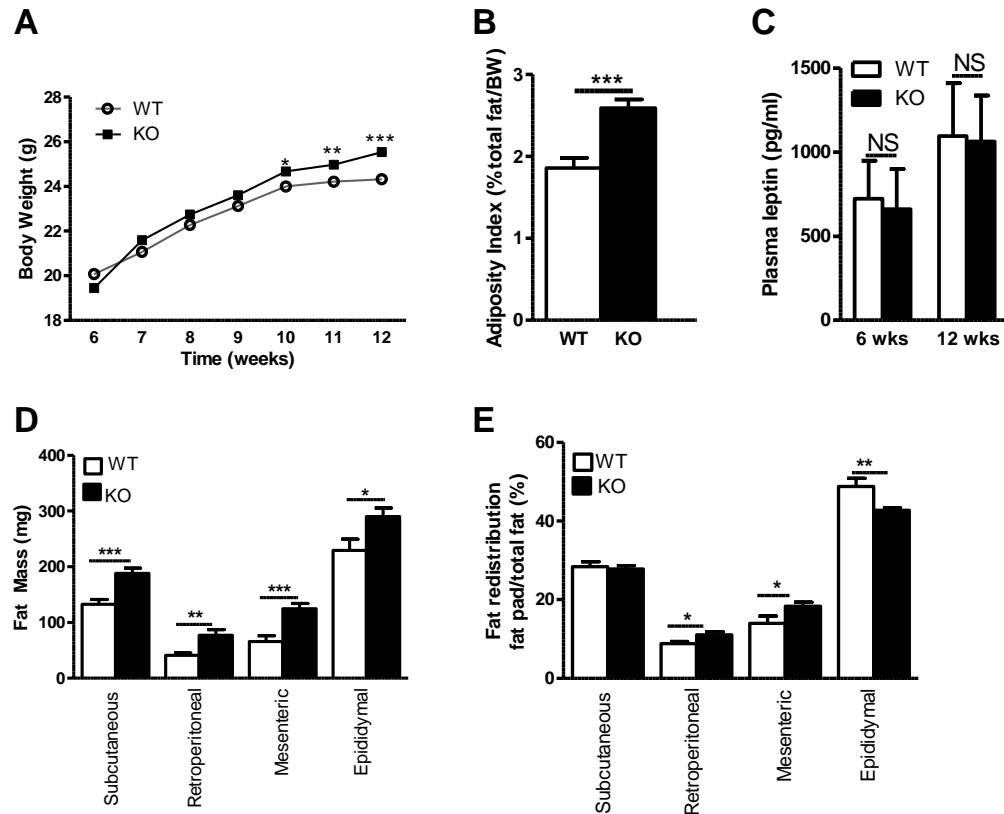 A
WT
KO
Body Weight (g)
26
24
22
20
18
* ** ***
6 7 8 9 10 11 12
Time (weeks)
B
Adiposity Index (%total fat/BW)
3
2
1
0
***
WT KO
C
Plasma leptin (pg/ml)
1500
1000
500
0
WT
KO
NS
NS
6 wks 12 wks
D
Fat Mass (mg)
400
300
200
100
0
WT
KO
***
**
***
*
Subcutaneous
Retroperitoneal
Mesenteric
Epididymal
E
Fat redistribution
fat pad/total fat (%)
60
40
20
0
WT
KO
*
*
**
Subcutaneous
Retroperitoneal
Mesenteric
Epididymal